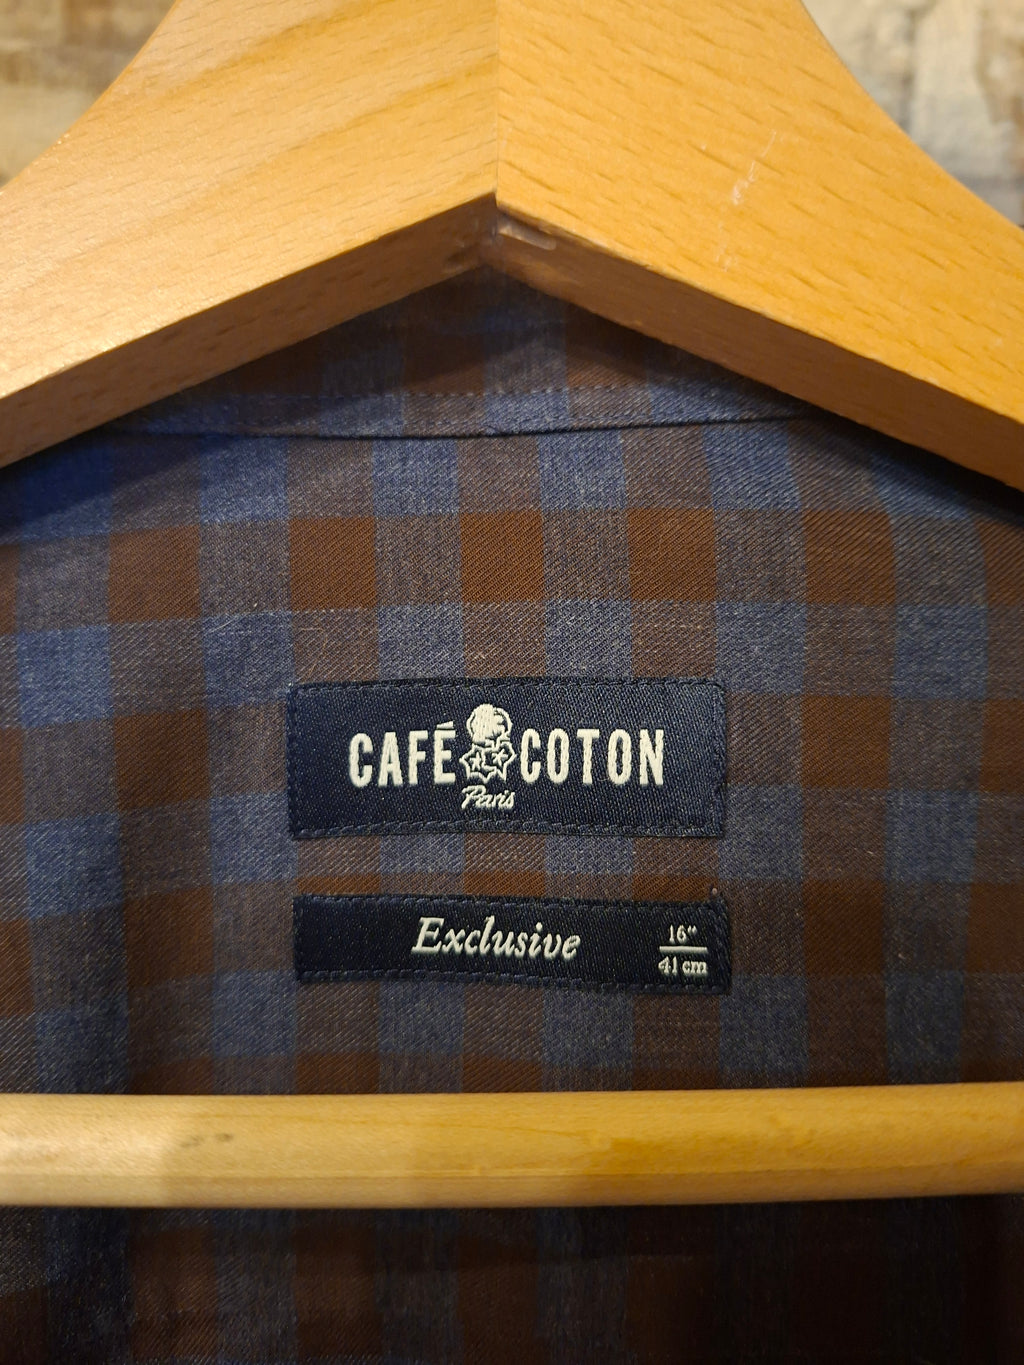 CAFÉ COTON
Paris
Exclusive
16"
41 cm